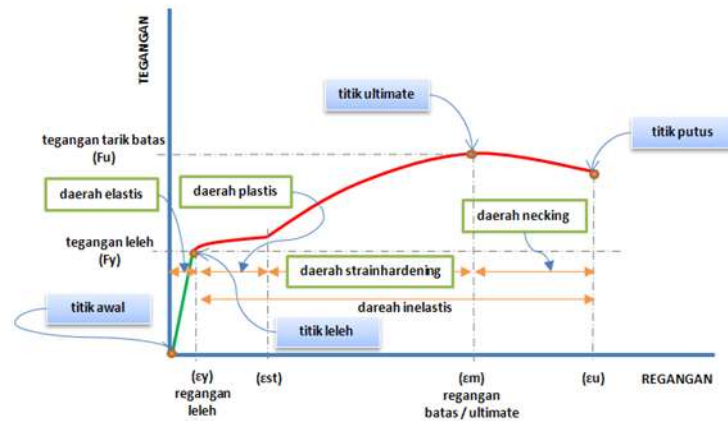 TEGANGAN
titik ultimate
tegangan tarik batas
(Fu)
titik putus
daerah elastis
daerah plastis
daerah necking
tegangan leleh
(Fy)
daerah strainhardening
titik awal
dareah inelastis
titik leleh
(εy)
regangan
leleh
(εst)
(εm)
regangan
batas / ultimate
(εu)
REGANGAN